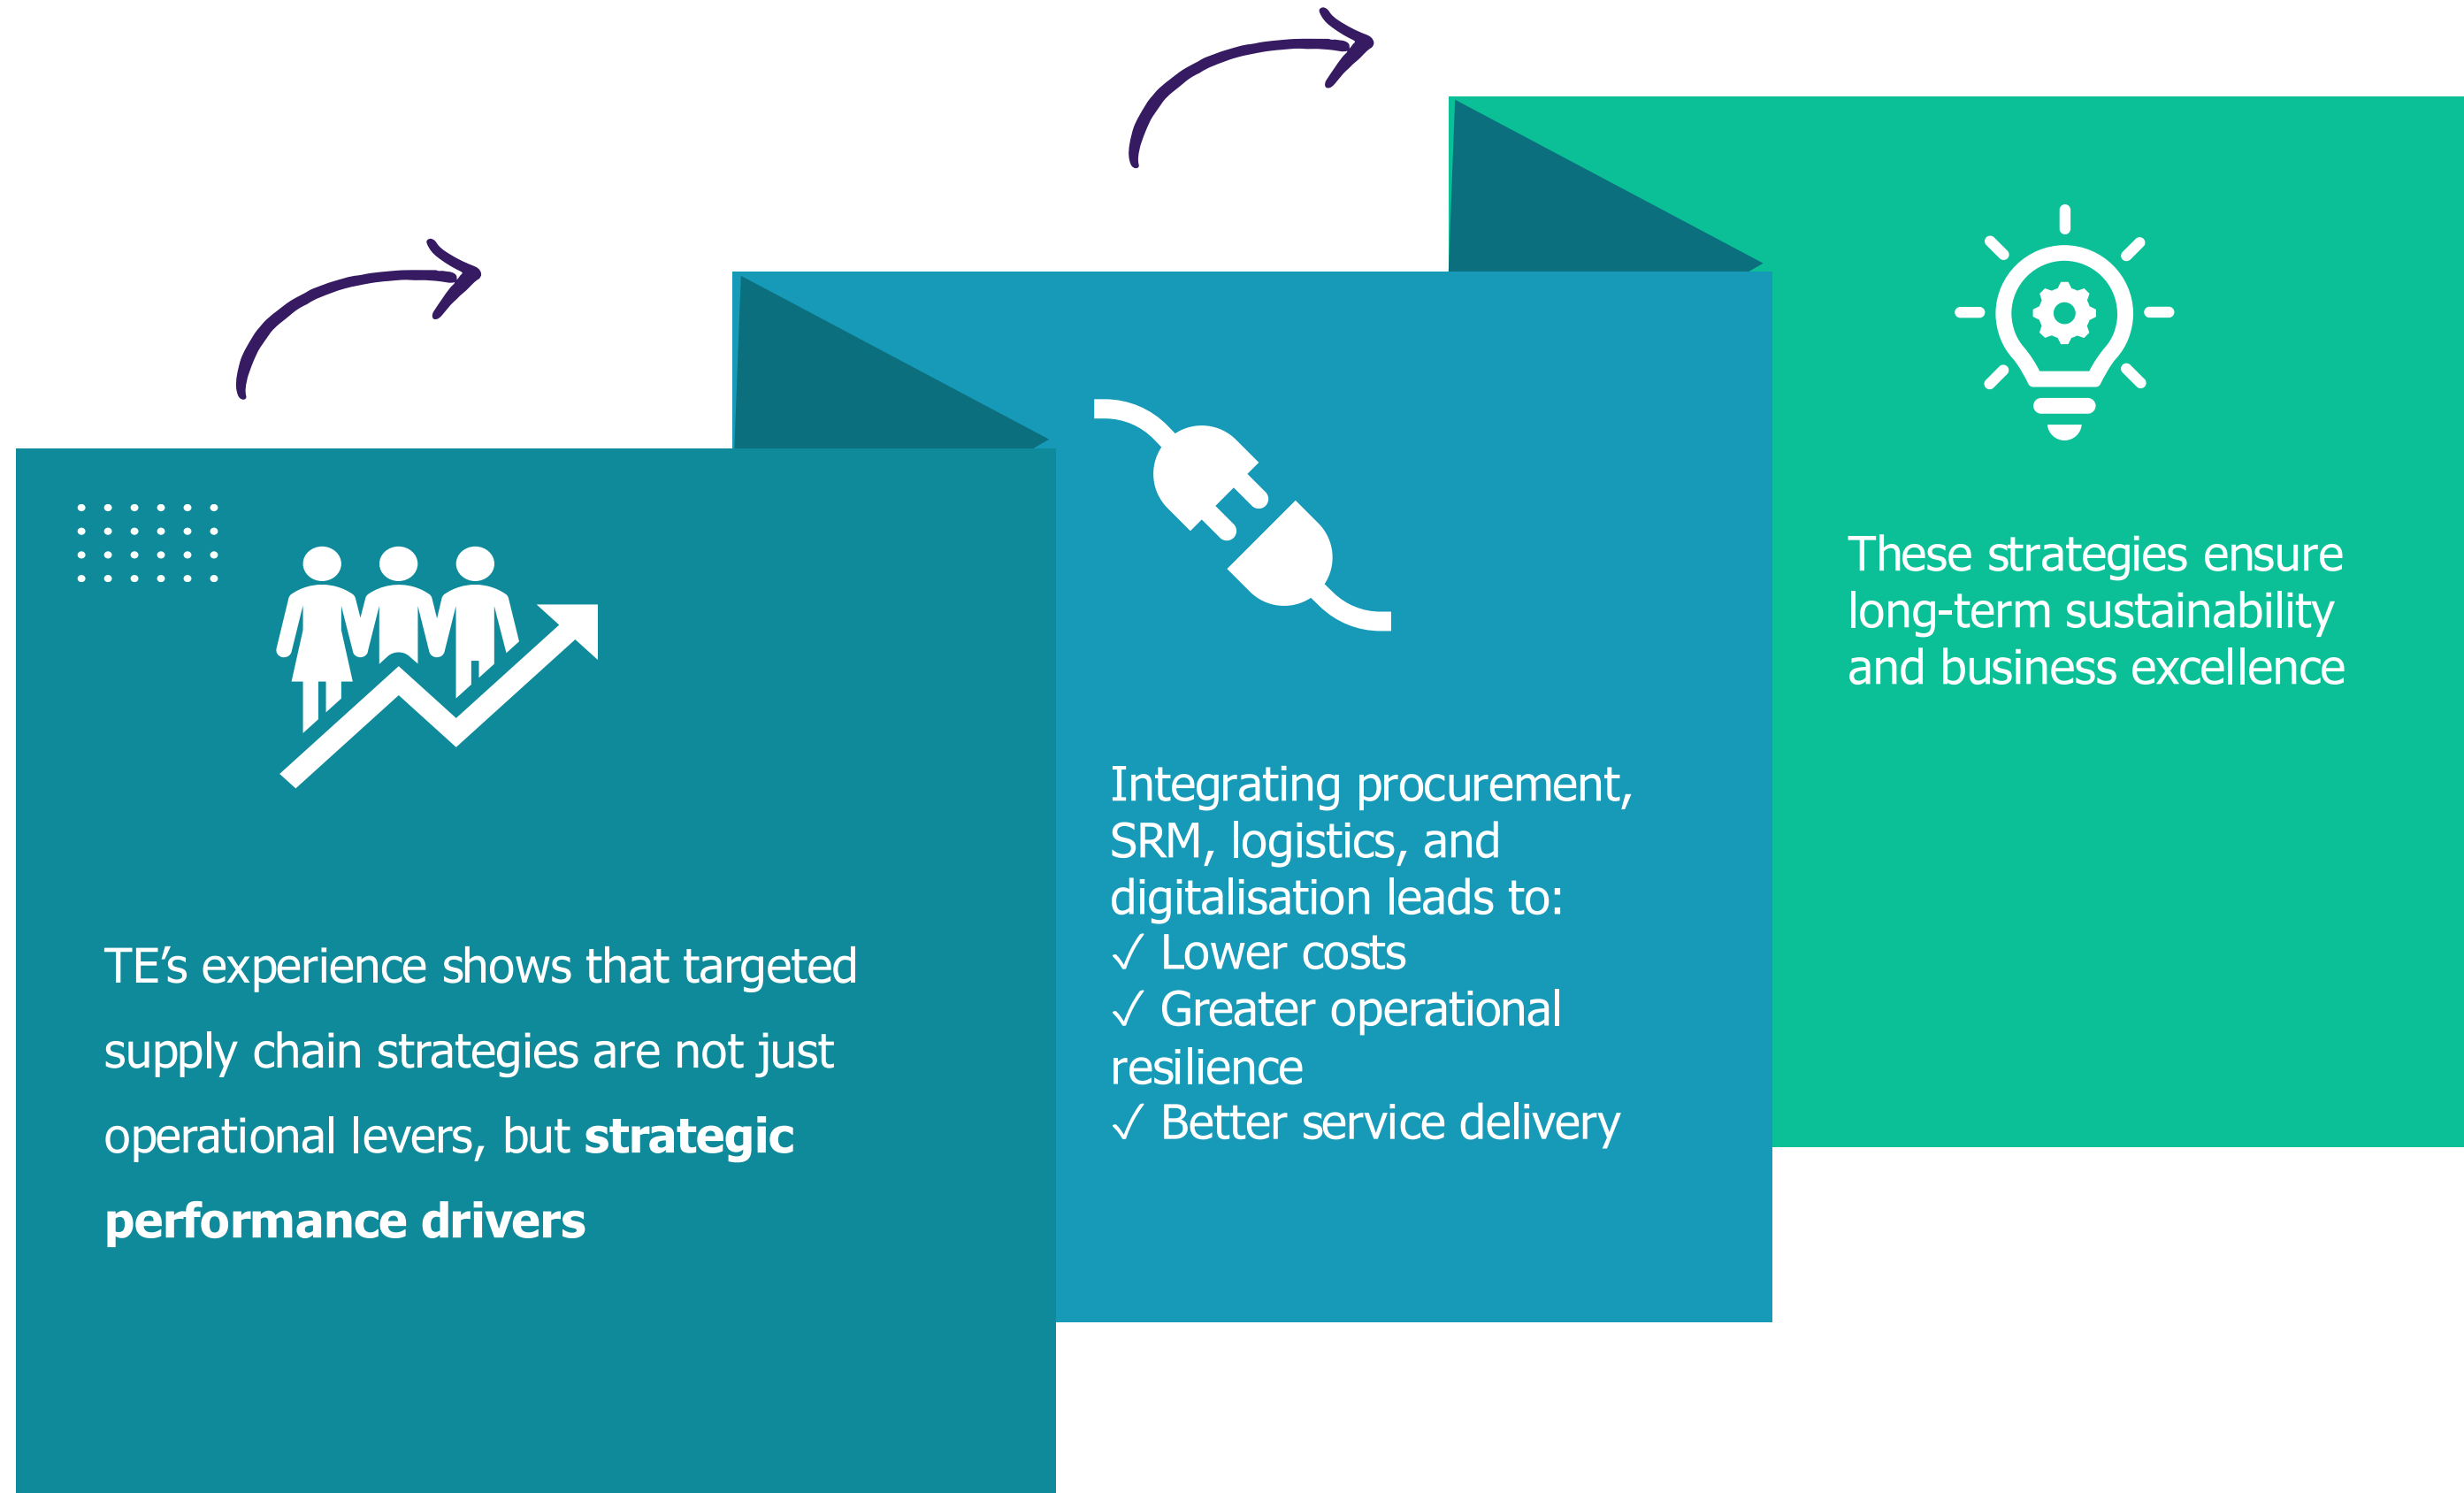 TE’s experience shows that targeted
supply chain strategies are not just
operational levers, but strategic
performance drivers
Integrating procurement,
SRM, logistics, and
digitalisation leads to:
✓ Lower costs
✓ Greater operational
resilience
✓ Better service delivery
These strategies ensure
long-term sustainability
and business excellence